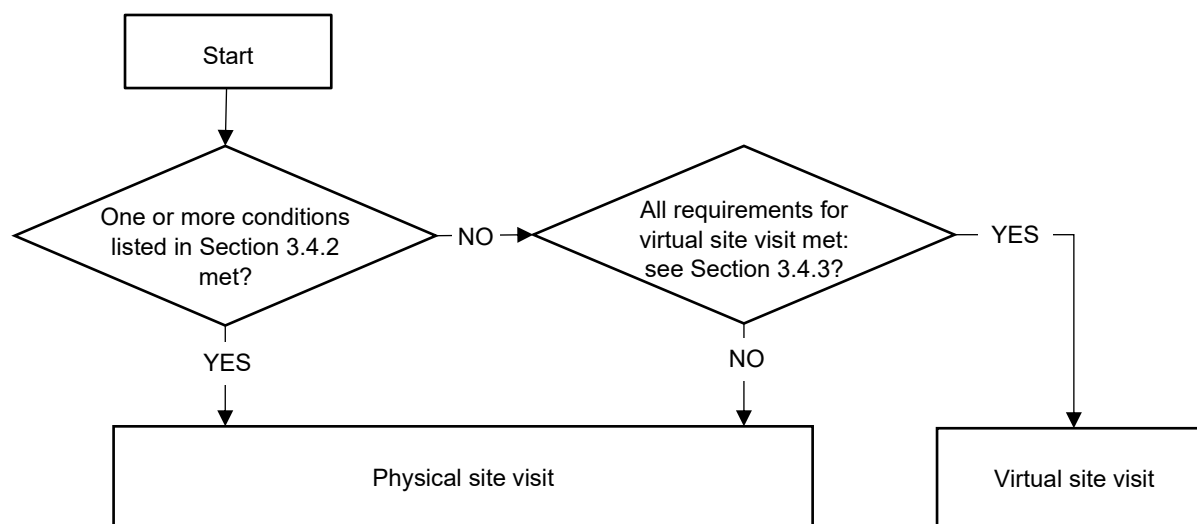 Start
One or more conditions
listed in Section 3.4.2
met?
NO
All requirements for
virtual site visit met:
see Section 3.4.3?
YES
YES
NO
Physical site visit
Virtual site visit